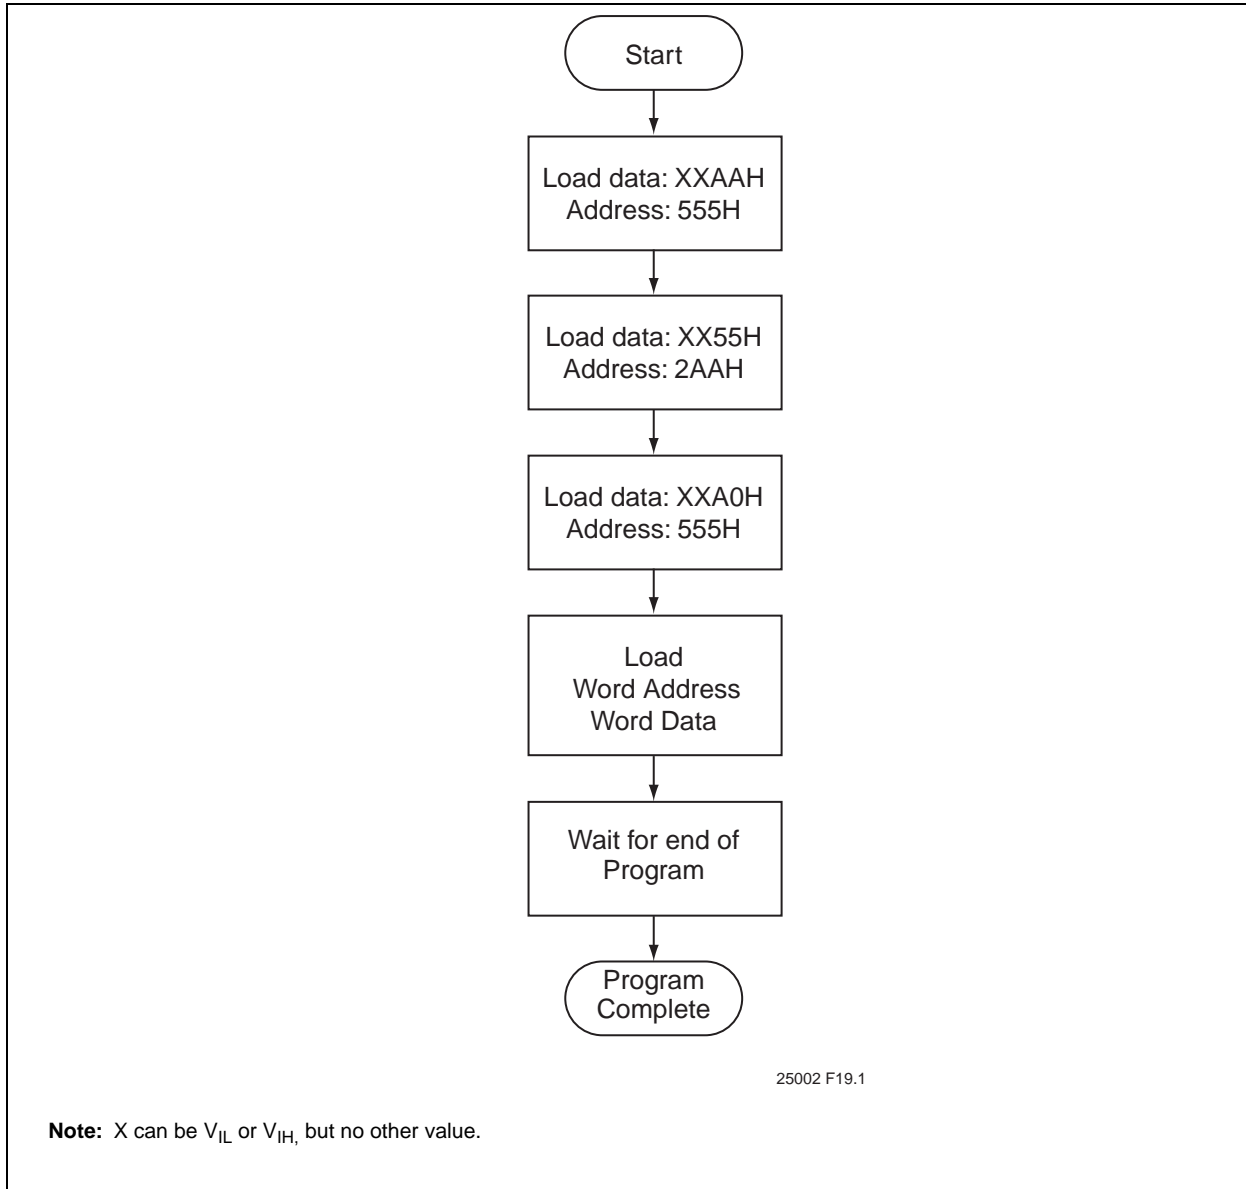 Start
Load data: XXAAH
Address: 555H
Load data: XX55H
Address: 2AAH
Load data: XXA0H
Address: 555H
Load
Word Address
Word Data
Wait for end of
Program
Program
Complete
25002 F19.1
Note: X can be VIL or VIH, but no other value.